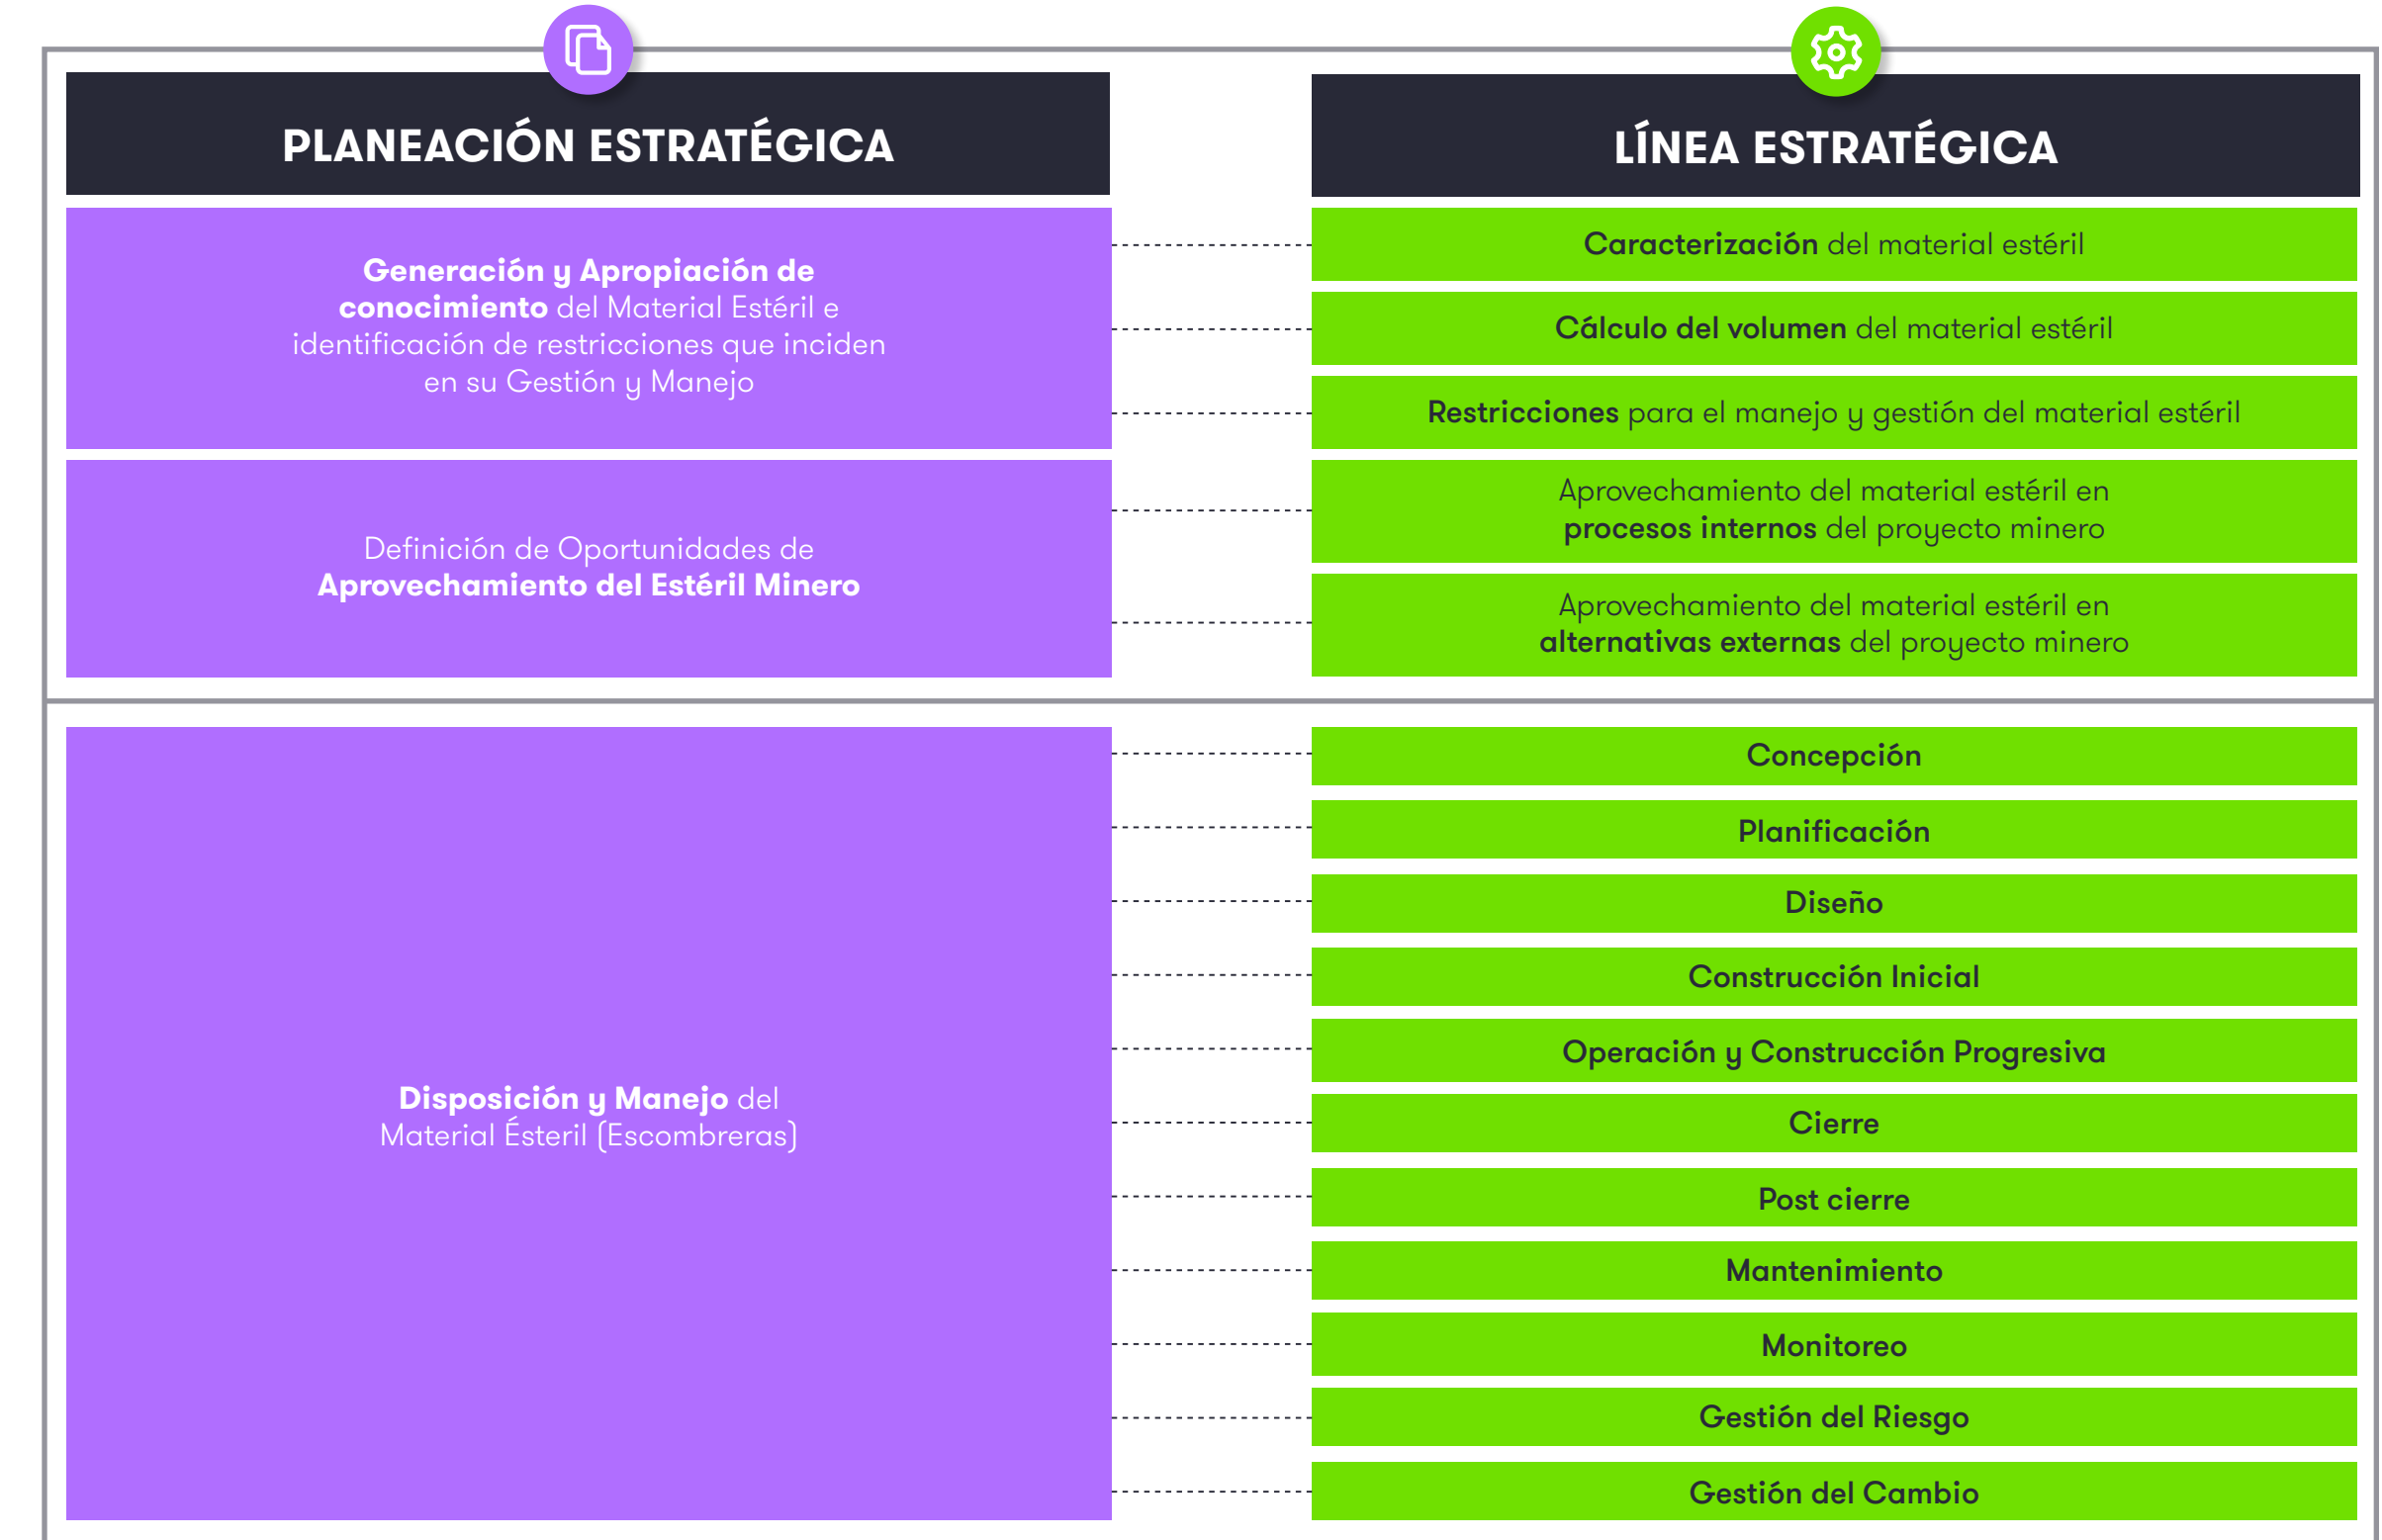 PLANEACIÓN ESTRATÉGICA
LÍNEA ESTRATÉGICA
Generación y Apropiación de
conocimiento del Material Estéril e
identificación de restricciones que inciden
en su Gestión y Manejo
Caracterización del material estéril
Cálculo del volumen del material estéril
Restricciones para el manejo y gestión del material estéril
Definición de Oportunidades de
Aprovechamiento del Estéril Minero
Aprovechamiento del material estéril en
procesos internos del proyecto minero
Aprovechamiento del material estéril en
alternativas externas del proyecto minero
Disposición y Manejo del
Material Ésteril (Escombreras)
Concepción
Planificación
Diseño
Construcción Inicial
Operación y Construcción Progresiva
Cierre
Post cierre
Mantenimiento
Monitoreo
Gestión del Riesgo
Gestión del Cambio